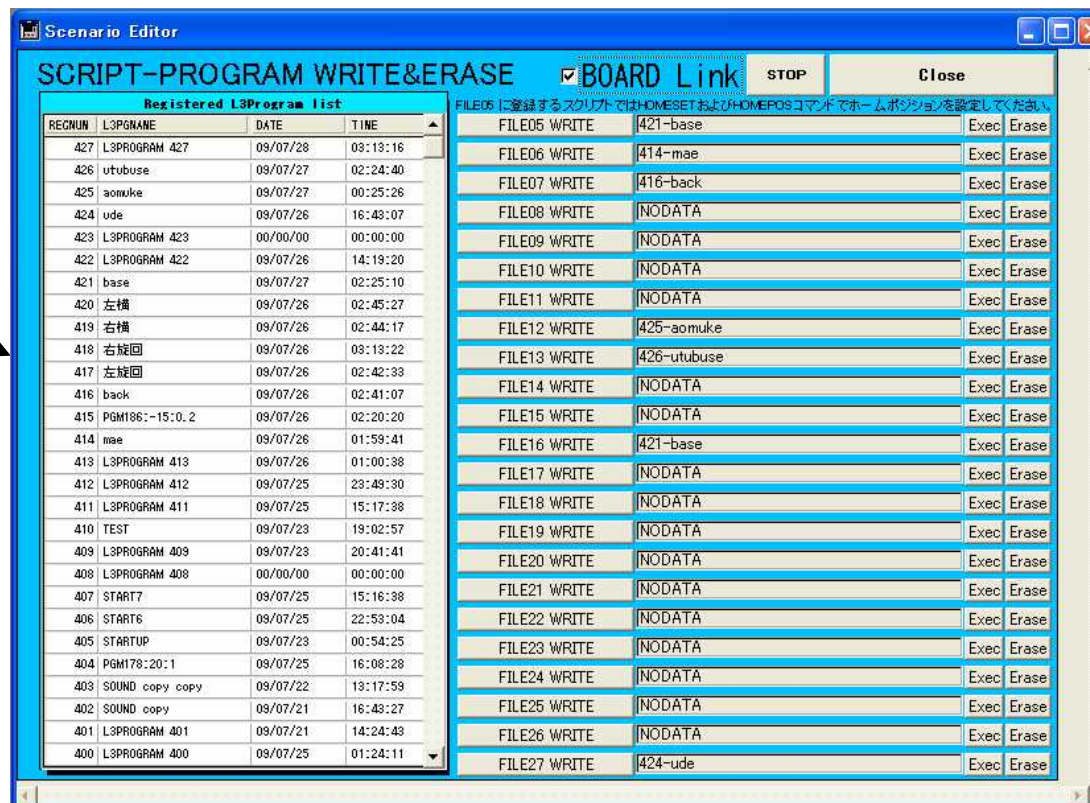 Scenario Editor
SCRIPT-PROGRAM WRITE&ERASE
BOARD Link
STOP
Close
Registered L3Program list
FILE05 に登録するスクリプトではHOMESETおよびHOMEPOSコマンドでホームポジションを設定してください。
REGNUM L3PGNAME DATE TIME
427 L3PROGRAM 427 09/07/28 03:13:16
426 utubuse 09/07/27 02:24:40
425 aomuke 09/07/27 00:25:26
424 ude 09/07/26 16:43:07
423 L3PROGRAM 423 00/00/00 00:00:00
422 L3PROGRAM 422 09/07/26 14:19:20
421 base 09/07/27 02:25:10
420 左横 09/07/26 02:45:27
419 右横 09/07/26 02:44:17
418 右旋回 09/07/26 03:13:22
417 左旋回 09/07/26 02:42:33
416 back 09/07/26 02:41:07
415 PGM186:-15:0.2 09/07/26 02:20:20
414 mae 09/07/26 01:59:41
413 L3PROGRAM 413 09/07/26 01:00:38
412 L3PROGRAM 412 09/07/25 23:49:30
411 L3PROGRAM 411 09/07/25 15:17:38
410 TEST 09/07/23 19:02:57
409 L3PROGRAM 409 09/07/23 20:41:41
408 L3PROGRAM 408 00/00/00 00:00:00
407 START7 09/07/25 15:16:38
406 START6 09/07/25 22:53:04
405 STARTUP 09/07/23 00:54:25
404 PGM178:20:1 09/07/25 16:08:28
403 SOUND copy copy 09/07/22 13:17:59
402 SOUND copy 09/07/21 16:43:27
401 L3PROGRAM 401 09/07/21 14:24:43
400 L3PROGRAM 400 09/07/25 01:24:11
FILE05 WRITE 421-base Exec Erase
FILE06 WRITE 414-mae Exec Erase
FILE07 WRITE 416-back Exec Erase
FILE08 WRITE NODATA Exec Erase
FILE09 WRITE NODATA Exec Erase
FILE10 WRITE NODATA Exec Erase
FILE11 WRITE NODATA Exec Erase
FILE12 WRITE 425-aomuke Exec Erase
FILE13 WRITE 426-utubuse Exec Erase
FILE14 WRITE NODATA Exec Erase
FILE15 WRITE NODATA Exec Erase
FILE16 WRITE 421-base Exec Erase
FILE17 WRITE NODATA Exec Erase
FILE18 WRITE NODATA Exec Erase
FILE19 WRITE NODATA Exec Erase
FILE20 WRITE NODATA Exec Erase
FILE21 WRITE NODATA Exec Erase
FILE22 WRITE NODATA Exec Erase
FILE23 WRITE NODATA Exec Erase
FILE24 WRITE NODATA Exec Erase
FILE25 WRITE NODATA Exec Erase
FILE26 WRITE NODATA Exec Erase
FILE27 WRITE 424-ude Exec Erase